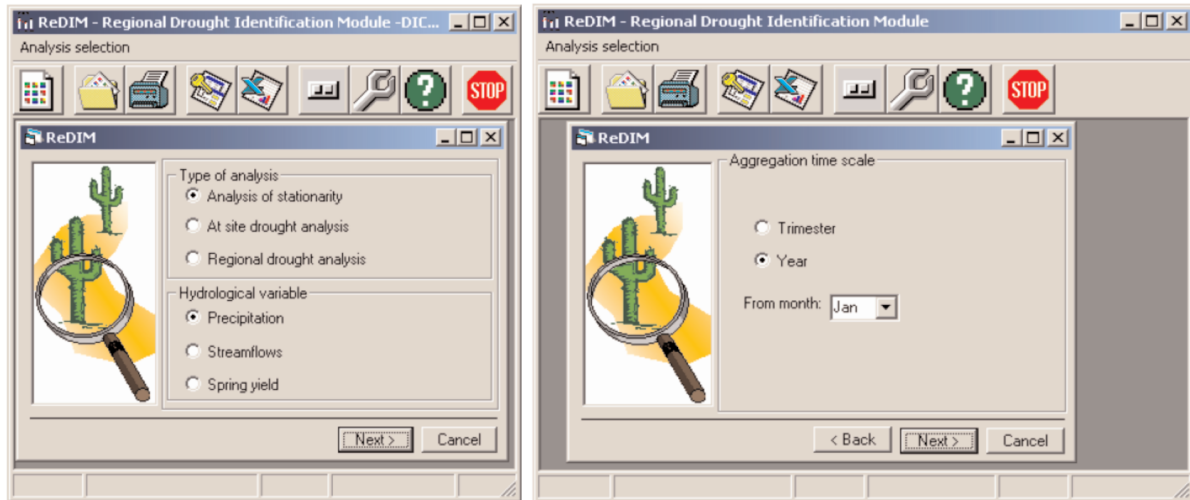 ReDIM - Regional Drought Identification Module -DIC...
Analysis selection
STOP
ReDIM
Type of analysis
Analysis of stationarity
At site drought analysis
Regional drought analysis
Hydrological variable
Precipitation
Streamflows
Spring yield
Next >
Cancel
ReDIM - Regional Drought Identification Module
Analysis selection
STOP
ReDIM
Aggregation time scale
Trimester
Year
From month: Jan
< Back
Next >
Cancel